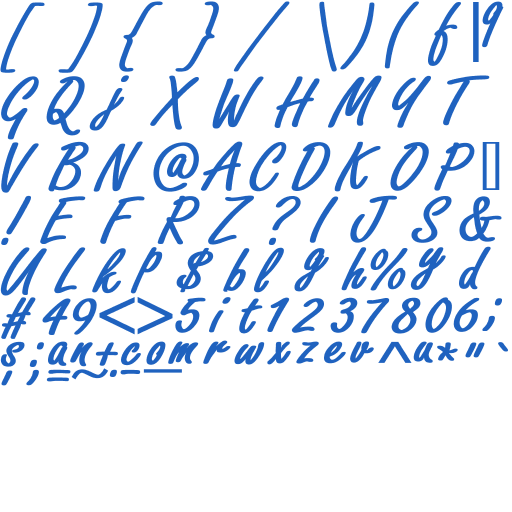 [ ] { } / \ ) ( f | q
G Q j X W H M Y T
V B N @ A C D K O P
! E F R Z ? I J S &
U L k p $ b l g h % y d
# 4 9 < > 5 i t 1 2 3 7 8 0 6 ;
s : a n + c o m r w x z e v ^ u * " `
' ; = ~ . - _